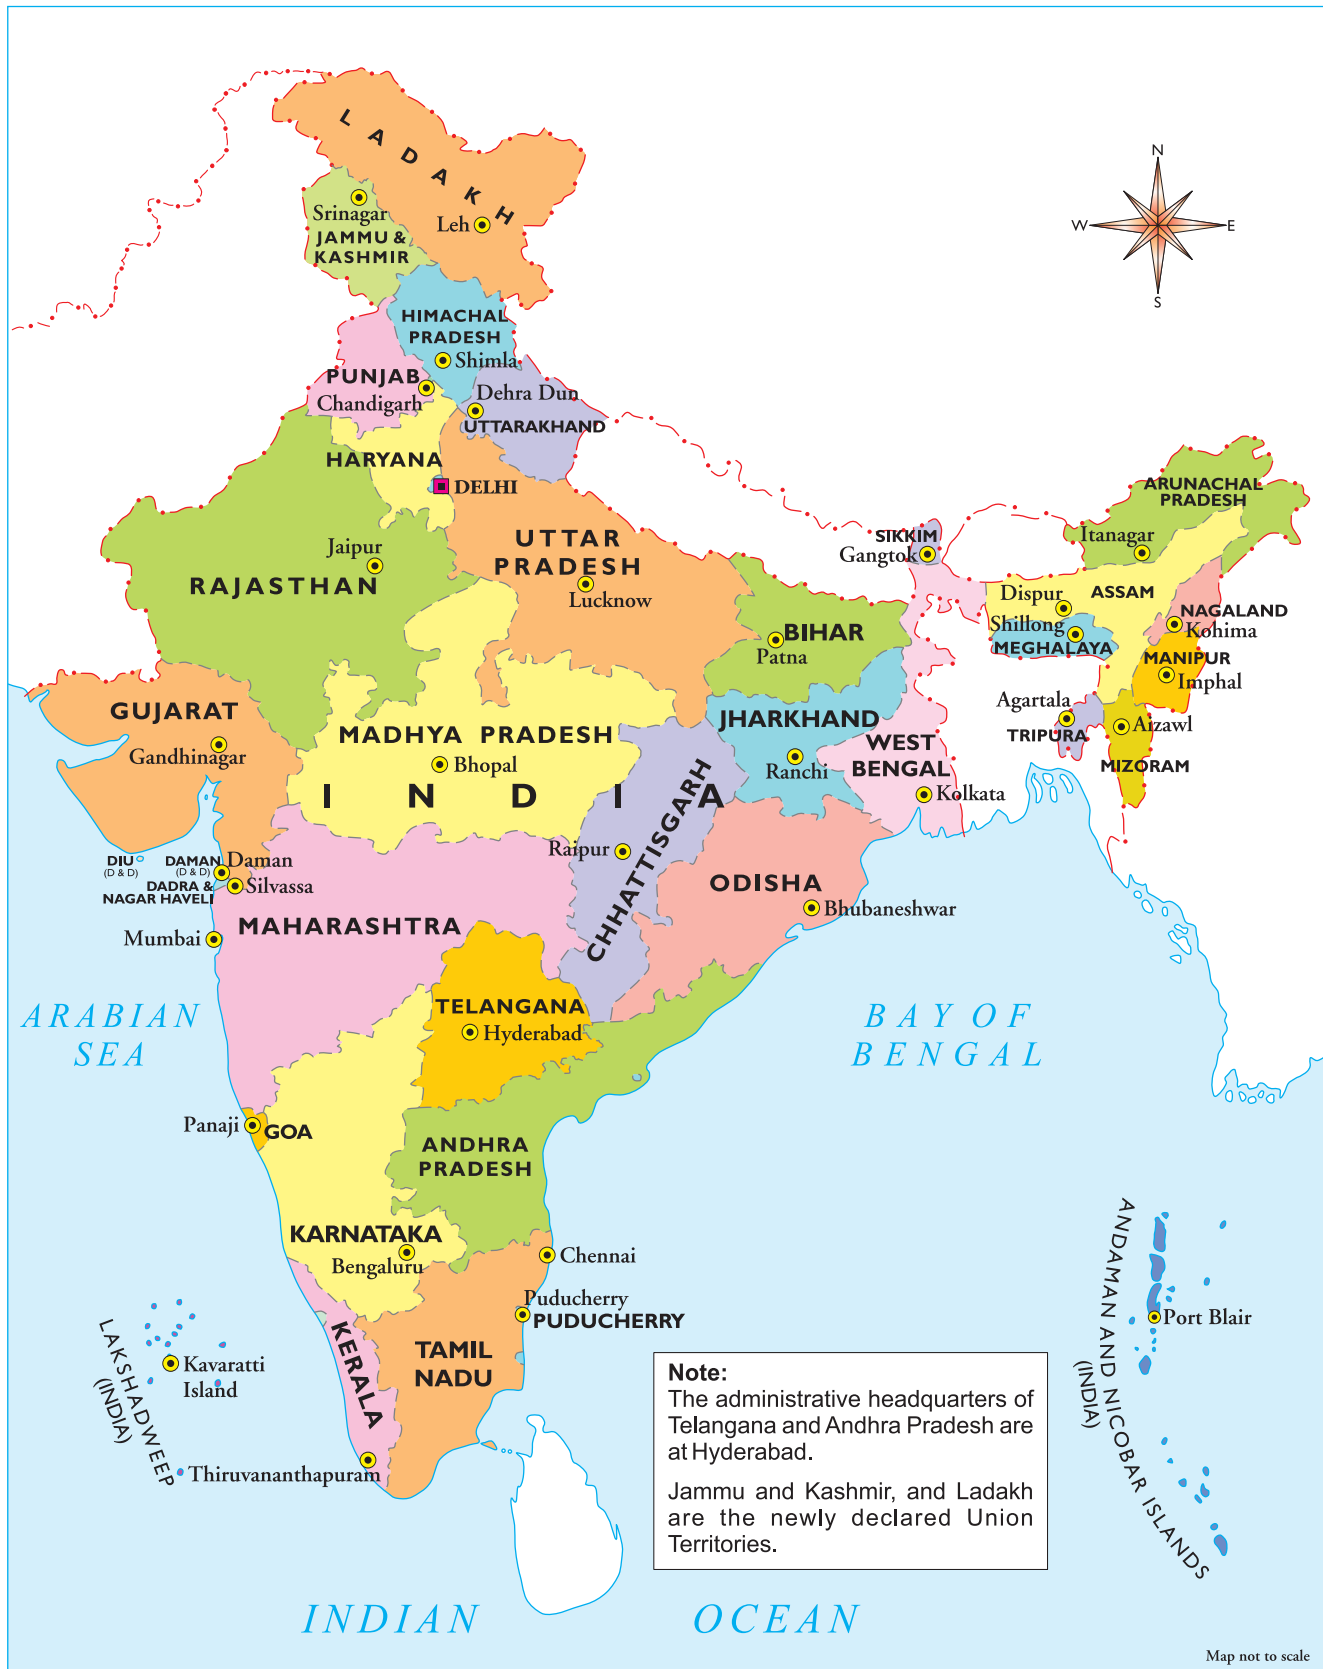 LADAKH
N
W
E
S
Srinagar
Leh
JAMMU &
KASHMIR
HIMACHAL
PRADESH
Shimla
PUNJAB
Chandigarh
Dehra Dun
UTTARAKHAND
HARYANA
DELHI
ARUNACHAL
PRADESH
Itanagar
SIKKIM
Gangtok
UTTAR
PRADESH
Lucknow
Jaipur
RAJASTHAN
ASSAM
Dispur
NAGALAND
Kohima
Shillong
MEGHALAYA
BIHAR
Patna
MANIPUR
Imphal
Agartala
TRIPURA
Aizawl
MIZORAM
GUJARAT
Gandhinagar
MADHYA PRADESH
Bhopal
JHARKHAND
Ranchi
WEST
BENGAL
Kolkata
INDIA
CHHATTISGARH
Raipur
DIU
(D & D)
DAMAN
(D & D)
Daman
DADRA &
NAGAR HAVELI
Silvassa
ODISHA
Bhubaneshwar
MAHARASHTRA
Mumbai
TELANGANA
Hyderabad
ARABIAN
SEA
BAY OF
BENGAL
Panaji
GOA
ANDHRA
PRADESH
KARNATAKA
Bengaluru
Chennai
Puducherry
PUDUCHERRY
KERALA
TAMIL
NADU
Thiruvananthapuram
LAKSHADWEEP
(INDIA)
Kavaratti
Island
ANDAMAN AND NICOBAR ISLANDS
(INDIA)
Port Blair
Note:
The administrative headquarters of
Telangana and Andhra Pradesh are
at Hyderabad.
Jammu and Kashmir, and Ladakh
are the newly declared Union
Territories.
INDIAN OCEAN
Map not to scale